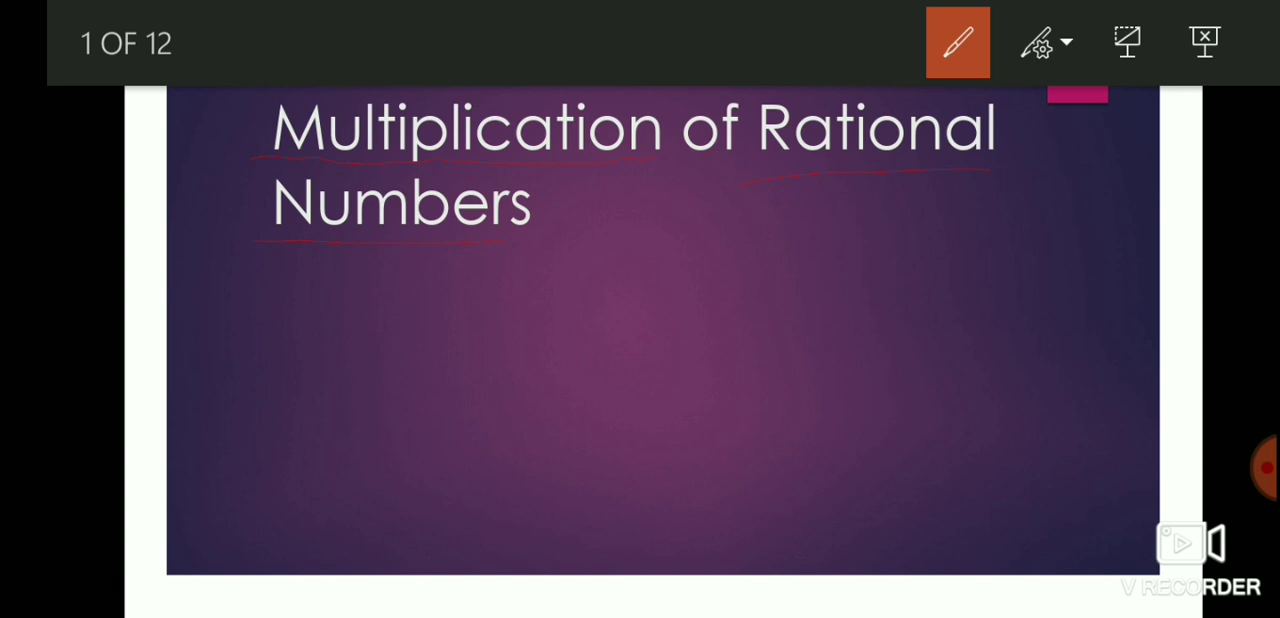 1 OF 12
Multiplication of Rational
Numbers
V RECORDER